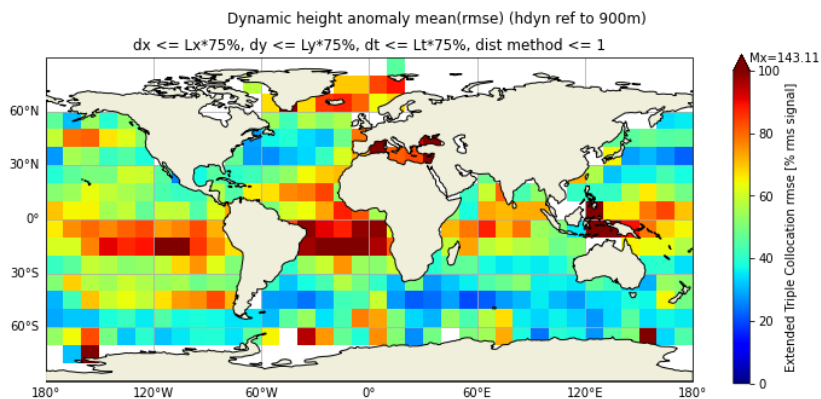 Dynamic height anomaly mean(rmse) (hdyn ref to 900m)
dx <= Lx*75%, dy <= Ly*75%, dt <= Lt*75%, dist method <= 1
Mx=143.11
100
80
60
40
20
0
Extended Triple Collocation rmse [% rms signal]
60°N
30°N
0°
30°S
60°S
180°
120°W
60°W
0°
60°E
120°E
180°